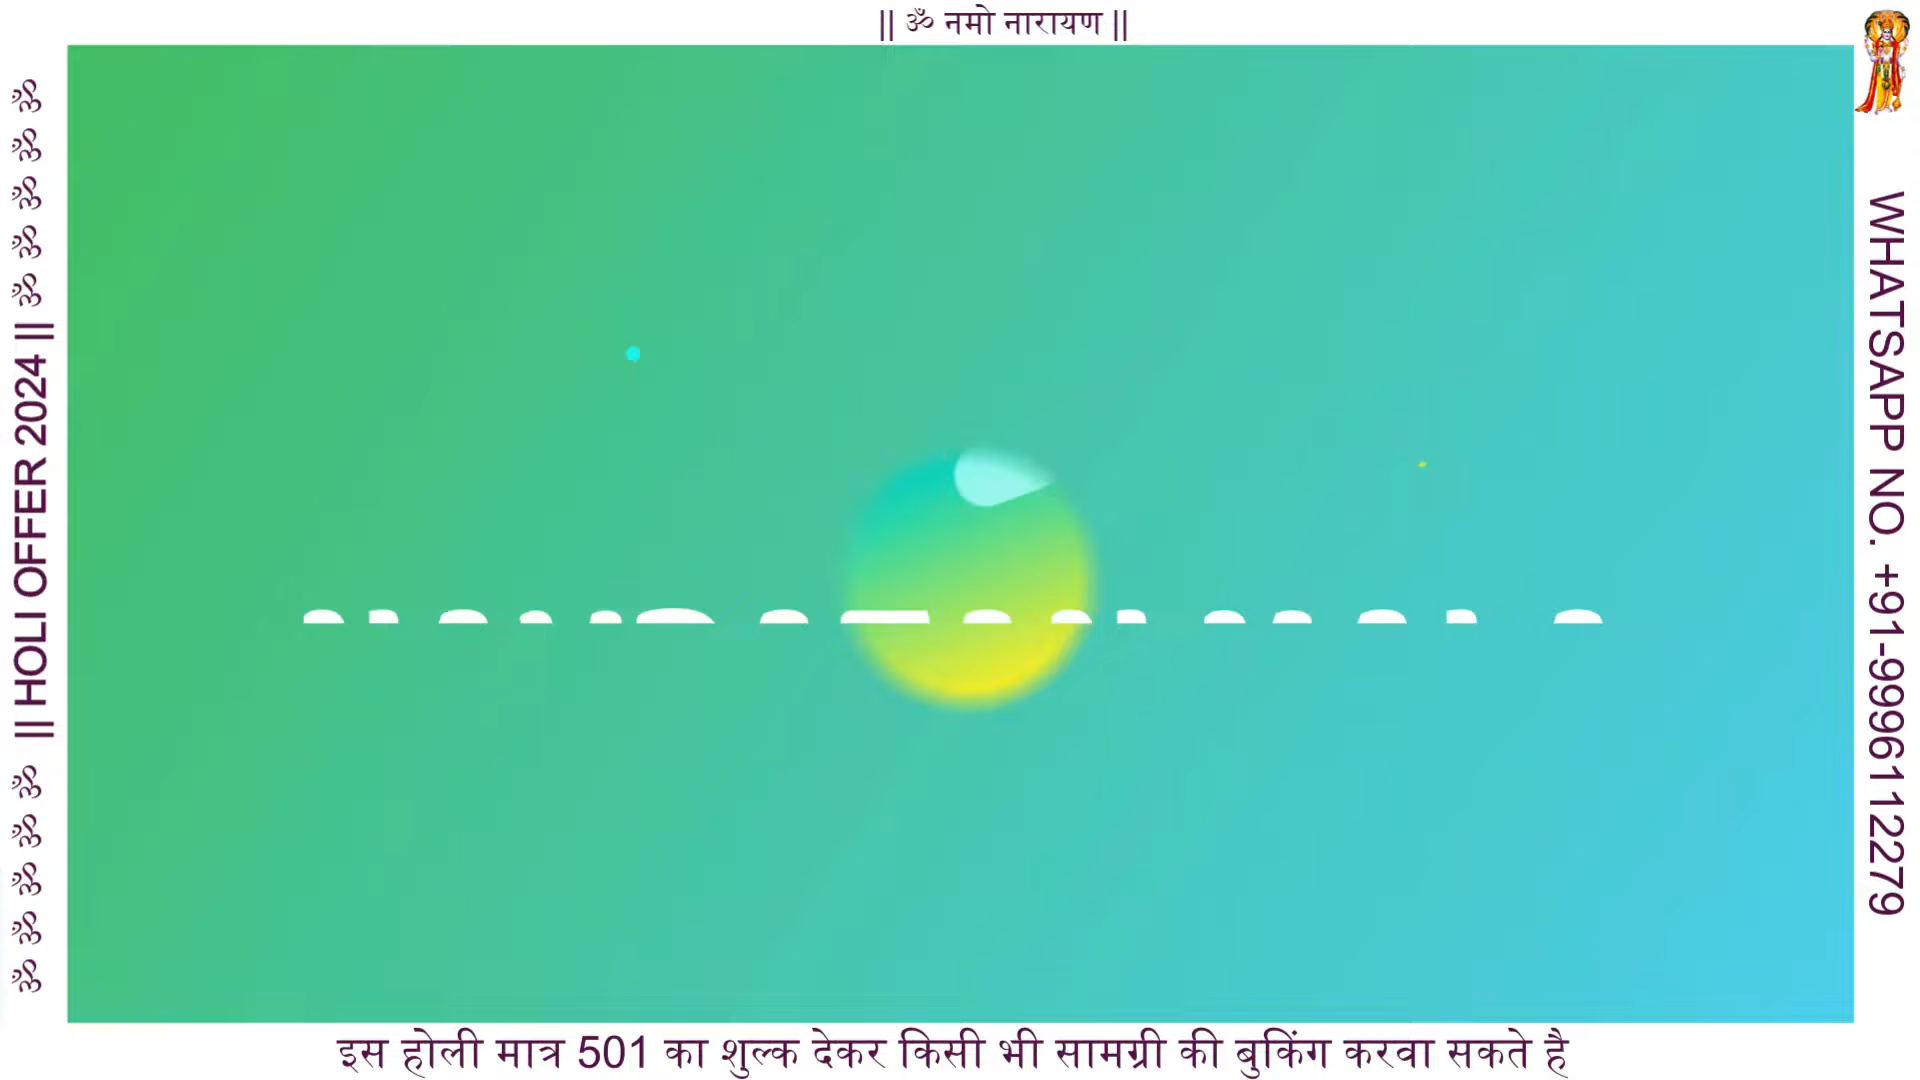 || ॐ नमो नारायण ||
ॐ ॐ ॐ ॐ ॐ || HOLI OFFER 2024 || ॐ ॐ ॐ ॐ ॐ
WHATSAPP NO. +91-9996112279
इस होली मात्र 501 का शुल्क देकर किसी भी सामग्री की बुकिंग करवा सकते है